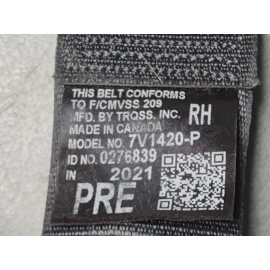 THIS BELT CONFORMS
TO F/CMVSS 209
MFD. BY TRQSS. INC. RH
MADE IN CANADA
MODEL NO. 7V1420-P
ID NO. 0276839
IN 2021
PRE